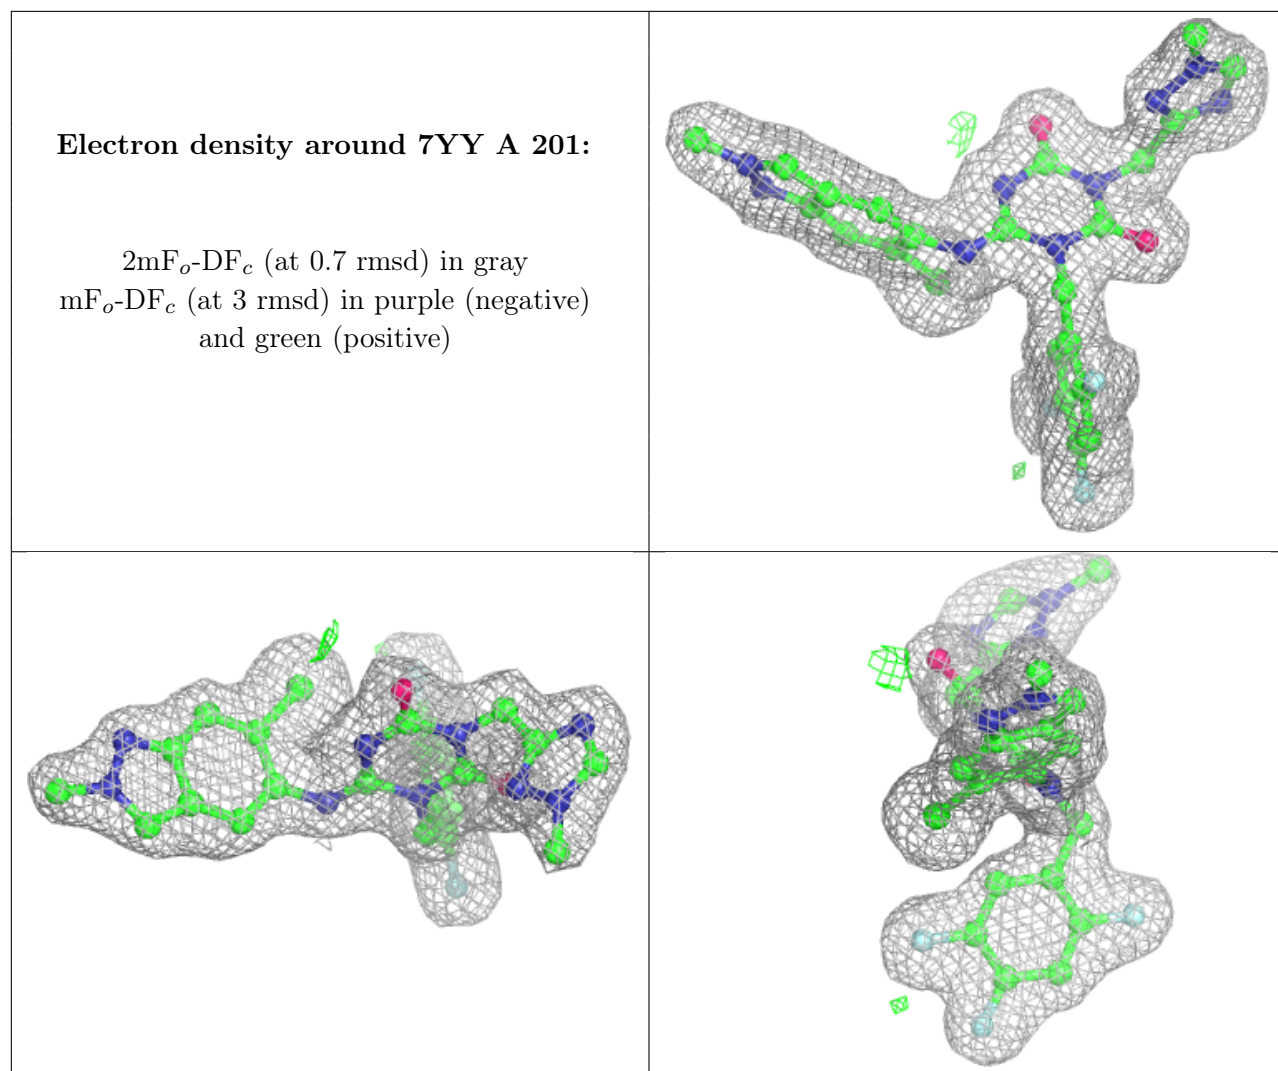 Electron density around 7YY A 201:
2mFo-DFc (at 0.7 rmsd) in gray
mFo-DFc (at 3 rmsd) in purple (negative)
and green (positive)